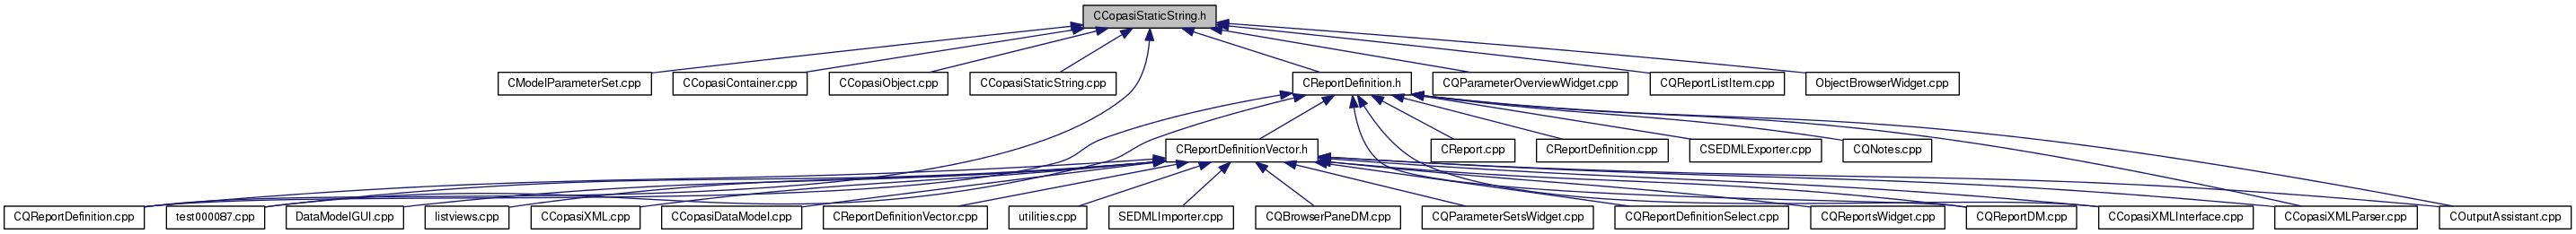 CCopasiStaticString.h
CModelParameterSet.cpp
CCopasiContainer.cpp
CCopasiObject.cpp
CCopasiStaticString.cpp
CReportDefinition.h
CQParameterOverviewWidget.cpp
CQReportListItem.cpp
ObjectBrowserWidget.cpp
CReportDefinitionVector.h
CReport.cpp
CReportDefinition.cpp
CSEDMLExporter.cpp
CQNotes.cpp
CQReportDefinition.cpp
test000087.cpp
DataModelGUI.cpp
listviews.cpp
CCopasiXML.cpp
CCopasiDataModel.cpp
CReportDefinitionVector.cpp
utilities.cpp
SEDMLImporter.cpp
CQBrowserPaneDM.cpp
CQParameterSetsWidget.cpp
CQReportDefinitionSelect.cpp
CQReportsWidget.cpp
CQReportDM.cpp
CCopasiXMLInterface.cpp
CCopasiXMLParser.cpp
COutputAssistant.cpp